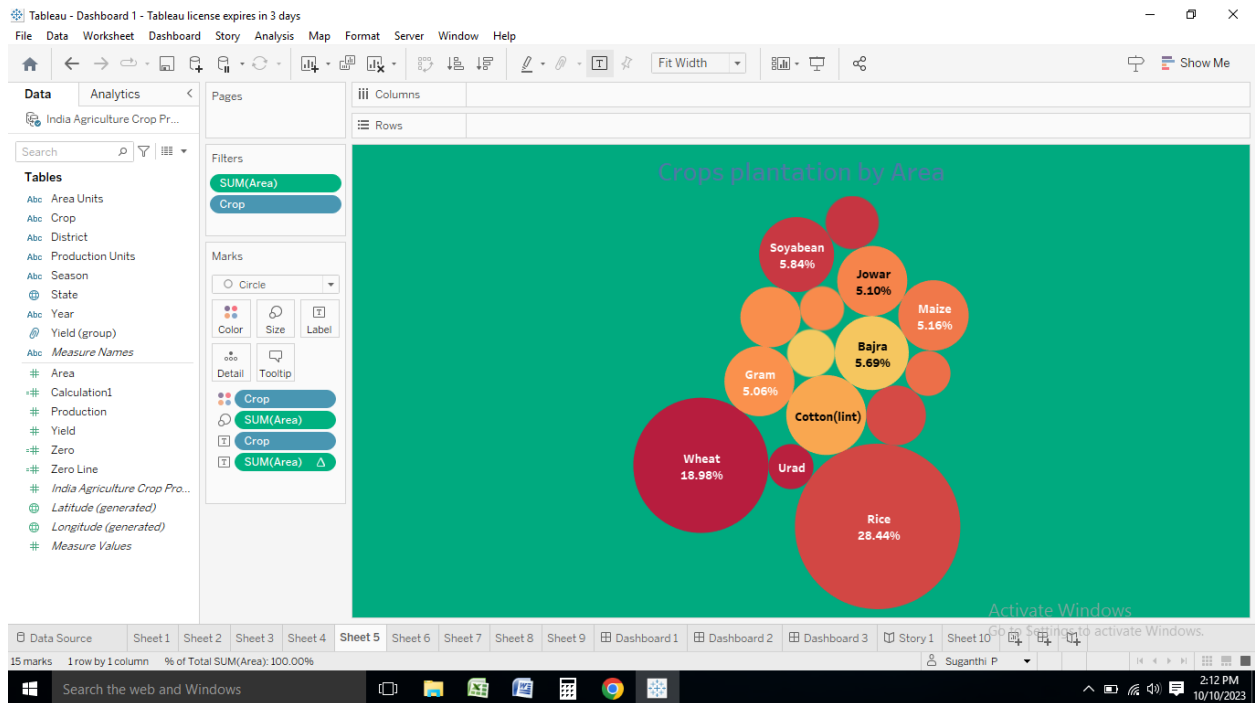 Tableau - Dashboard 1 - Tableau license expires in 3 days
File Data Worksheet Dashboard Story Analysis Map Format Server Window Help
Fit Width
Show Me
Data Analytics
India Agriculture Crop Pr...
Search
Tables
Abc Area Units
Abc Crop
Abc District
Abc Production Units
Abc Season
State
Abc Year
Yield (group)
Abc Measure Names
# Area
=# Calculation1
# Production
# Yield
=# Zero
=# Zero Line
# India Agriculture Crop Pro...
Latitude (generated)
Longitude (generated)
# Measure Values
Pages
Filters
SUM(Area)
Crop
Marks
Circle
Color Size Label
Detail Tooltip
Crop
SUM(Area)
Crop
SUM(Area) Δ
Columns
Rows
Crops plantation by Area
Soyabean
5.84%
Jowar
5.10%
Maize
5.16%
Bajra
5.69%
Gram
5.06%
Cotton(lint)
Wheat
18.98%
Urad
Rice
28.44%
Activate Windows
Go to Settings to activate Windows.
Data Source Sheet 1 Sheet 2 Sheet 3 Sheet 4 Sheet 5 Sheet 6 Sheet 7 Sheet 8 Sheet 9 Dashboard 1 Dashboard 2 Dashboard 3 Story 1 Sheet 10
15 marks 1 row by 1 column % of Total SUM(Area): 100.00%
Suganthi P
Search the web and Windows
2:12 PM
10/10/2023